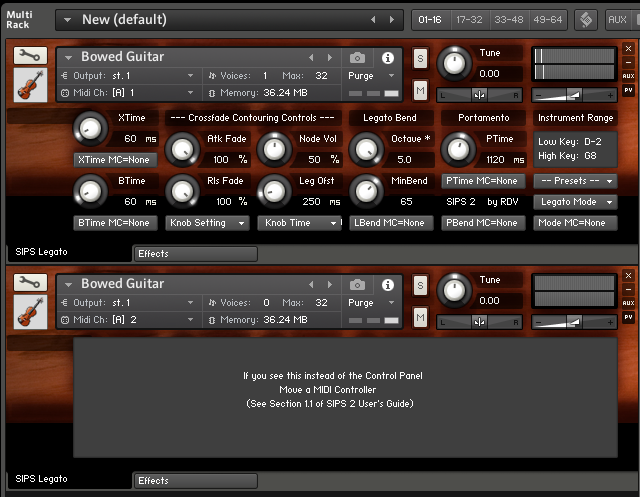 Multi
Rack
New (default)
01-16 17-32 33-48 49-64 AUX
Bowed Guitar
Output: st. 1 Voices: 1 Max: 32 Purge
Midi Ch: [A] 1 Memory: 36.24 MB
S
M
Tune
0.00
L R
AUX
PV
XTime
60 ms
XTime MC=None
BTime
60 ms
BTime MC=None
--- Crossfade Contouring Controls ---
Atk Fade Node Vol
100 % 50 %
Rls Fade Leg Ofst
100 % 250 ms
Knob Setting Knob Time
Legato Bend
Octave *
5.0
MinBend
65
LBend MC=None
Portamento
PTime
1120 ms
PTime MC=None
SIPS 2 by RDV
PBend MC=None
Instrument Range
Low Key: D-2
High Key: G8
-- Presets --
Legato Mode
Mode MC=None
SIPS Legato Effects
Bowed Guitar
Output: st. 1 Voices: 0 Max: 32 Purge
Midi Ch: [A] 2 Memory: 36.24 MB
S
M
Tune
0.00
L R
AUX
PV
If you see this instead of the Control Panel
Move a MIDI Controller
(See Section 1.1 of SIPS 2 User's Guide)
SIPS Legato Effects